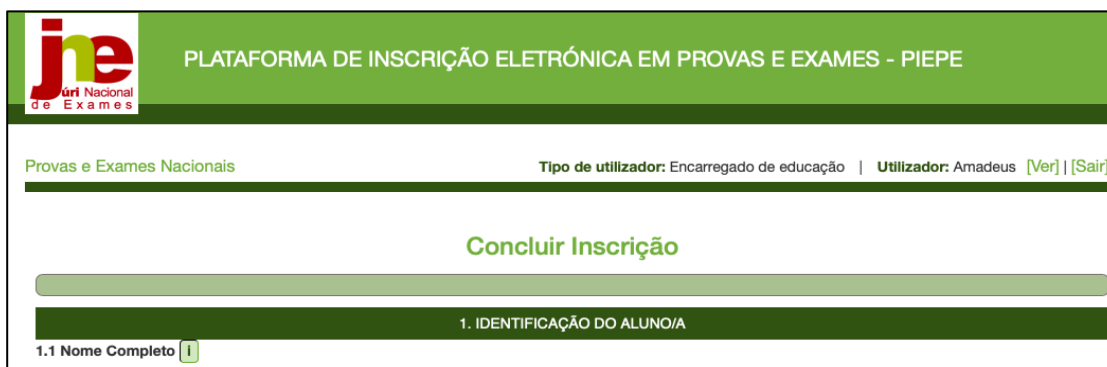 jne
Júri Nacional
de Exames
PLATAFORMA DE INSCRIÇÃO ELETRÓNICA EM PROVAS E EXAMES - PIEPE
Provas e Exames Nacionais
Tipo de utilizador: Encarregado de educação | Utilizador: Amadeus [Ver] | [Sair]
Concluir Inscrição
1. IDENTIFICAÇÃO DO ALUNO/A
1.1 Nome Completo i